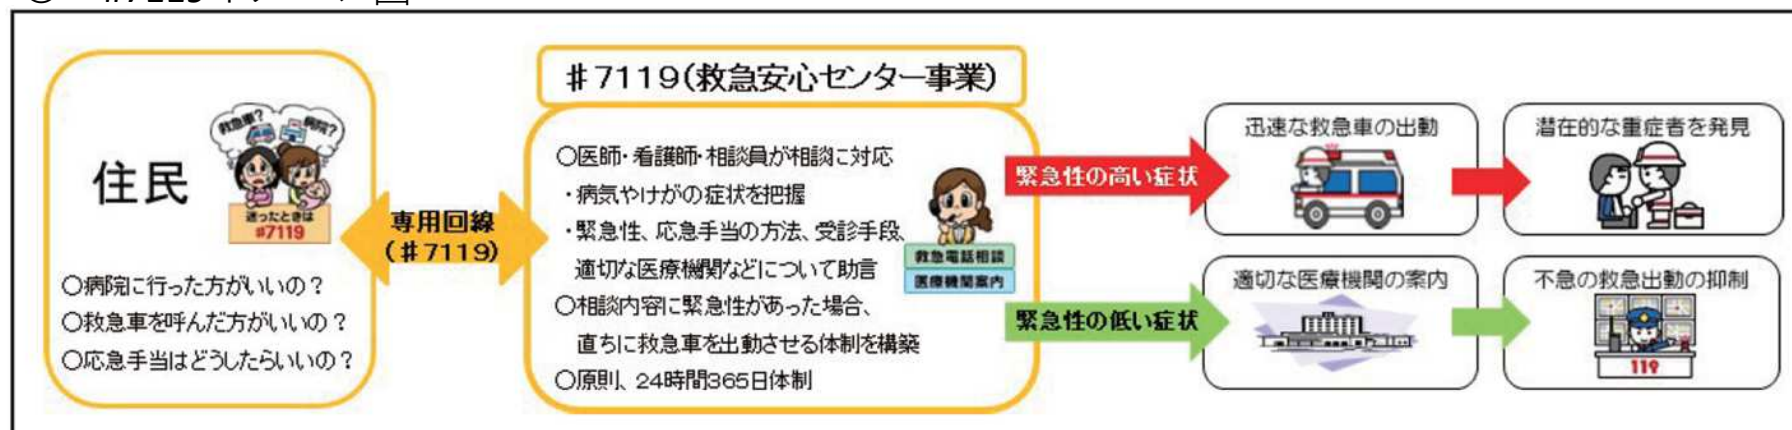 #7119(救急安心センター事業)
救急車?
病院?
住民
迷ったときは
#7119
○病院に行った方がいいの?
○救急車を呼んだ方がいいの?
○応急手当はどうしたらいいの?
専用回線
(#7119)
○医師・看護師・相談員が相談に対応
・病気やけがの症状を把握
・緊急性、応急手当の方法、受診手段、
適切な医療機関などについて助言
○相談内容に緊急性があった場合、
直ちに救急車を出動させる体制を構築
○原則、24時間365日体制
救急電話相談
医療機関案内
緊急性の高い症状
迅速な救急車の出動
潜在的な重症者を発見
緊急性の低い症状
適切な医療機関の案内
不急の救急出動の抑制
119